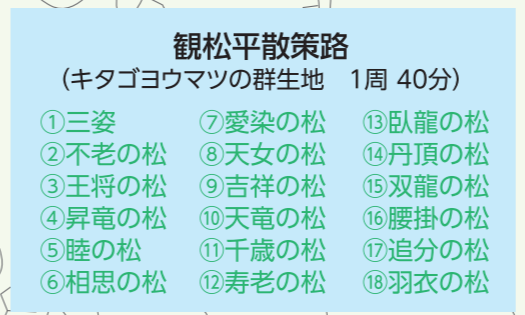 観松平散策路
（キタゴヨウマツの群生地　1周 40分）
①三姿
②不老の松
③王将の松
④昇竜の松
⑤睦の松
⑥相思の松
⑦愛染の松
⑧天女の松
⑨吉祥の松
⑩天竜の松
⑪千歳の松
⑫寿老の松
⑬臥龍の松
⑭丹頂の松
⑮双龍の松
⑯腰掛の松
⑰追分の松
⑱羽衣の松